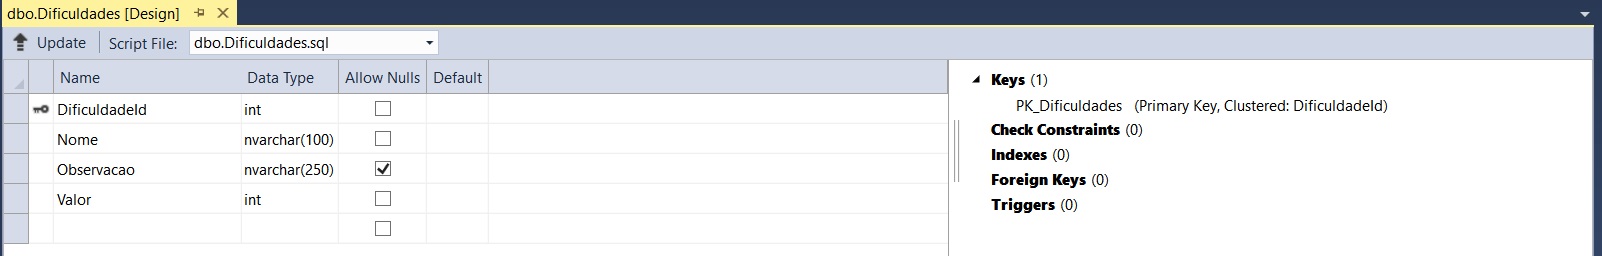 dbo.Dificuldades [Design]
Update Script File: dbo.Dificuldades.sql
Name Data Type Allow Nulls Default
DificuldadeId int
Nome nvarchar(100)
Observacao nvarchar(250)
Valor int
Keys (1)
PK_Dificuldades (Primary Key, Clustered: DificuldadeId)
Check Constraints (0)
Indexes (0)
Foreign Keys (0)
Triggers (0)